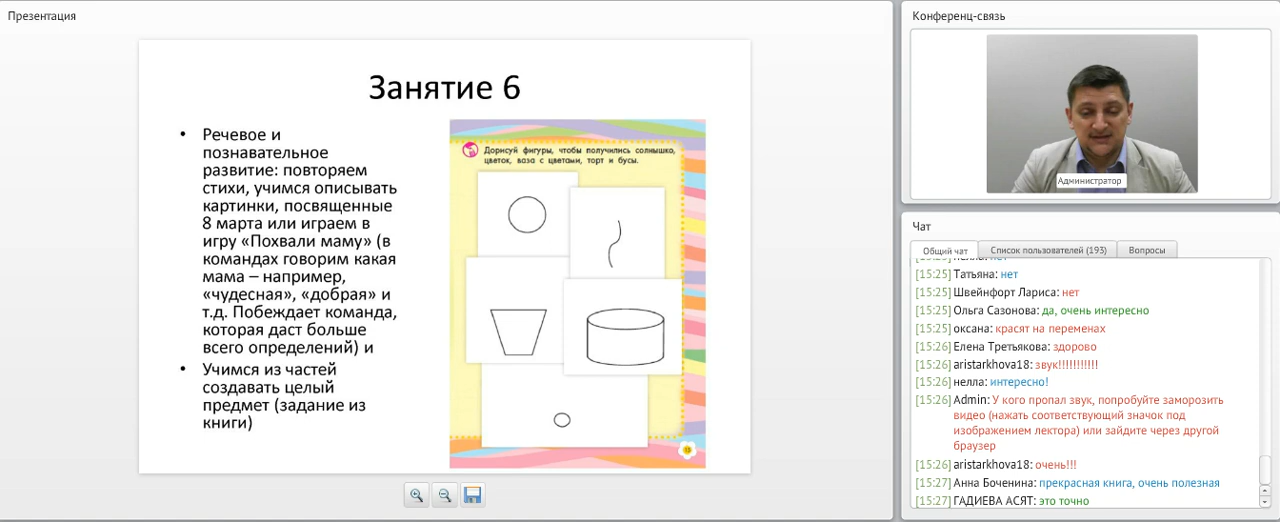 Презентация
Занятие 6
• Речевое и
познавательное
развитие: повторяем
стихи, учимся описывать
картинки, посвященные
8 марта или играем в
игру «Похвали маму» (в
командах говорим какая
мама – например,
«чудесная», «добрая» и
т.д. Побеждает команда,
которая даст больше
всего определений) и
• Учимся из частей
создавать целый
предмет (задание из
книги)
Дорисуй фигуры, чтобы получились солнышко,
цветок, ваза с цветами, торт и бусы.
Конференц-связь
Администратор
Чат
Общий чат Список пользователей (193) Вопросы
[15:25] Татьяна: нет
[15:25] Швейнфорт Лариса: нет
[15:25] Ольга Сазонова: да, очень интересно
[15:25] оксана: красят на переменах
[15:26] Елена Третьякова: здорово
[15:26] aristarkhova18: звук!!!!!!!!!!!
[15:26] нелла: интересно!
[15:26] Admin: У кого пропал звук, попробуйте заморозить
видео (нажать соответствующий значок под
изображением лектора) или зайдите через другой
браузер
[15:26] aristarkhova18: очень!!!
[15:27] Анна Боченина: прекрасная книга, очень полезная
[15:27] ГАДИЕВА АСЯТ: это точно